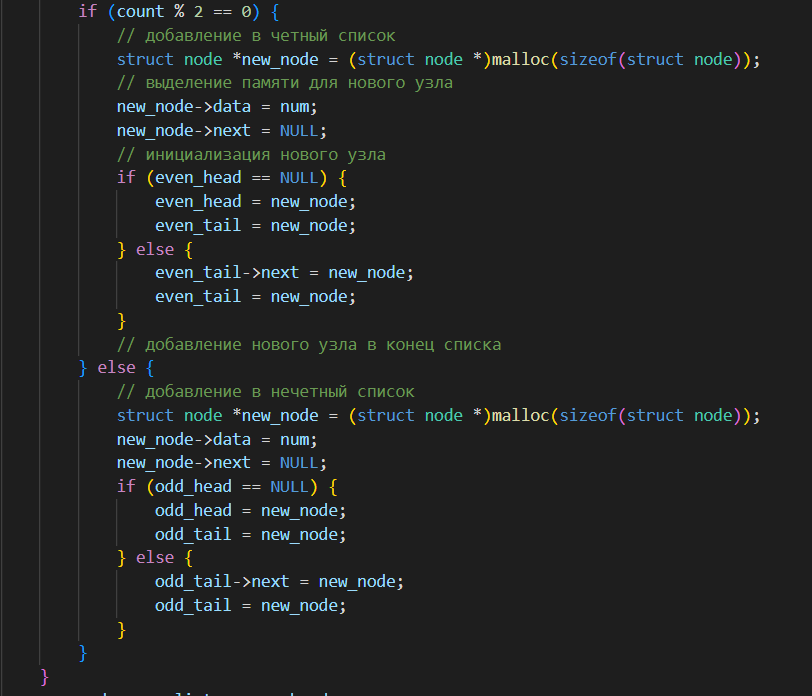 if (count % 2 == 0) {
// добавление в четный список
struct node *new_node = (struct node *)malloc(sizeof(struct node));
// выделение памяти для нового узла
new_node->data = num;
new_node->next = NULL;
// инициализация нового узла
if (even_head == NULL) {
even_head = new_node;
even_tail = new_node;
} else {
even_tail->next = new_node;
even_tail = new_node;
}
// добавление нового узла в конец списка
} else {
// добавление в нечетный список
struct node *new_node = (struct node *)malloc(sizeof(struct node));
new_node->data = num;
new_node->next = NULL;
if (odd_head == NULL) {
odd_head = new_node;
odd_tail = new_node;
} else {
odd_tail->next = new_node;
odd_tail = new_node;
}
}
}